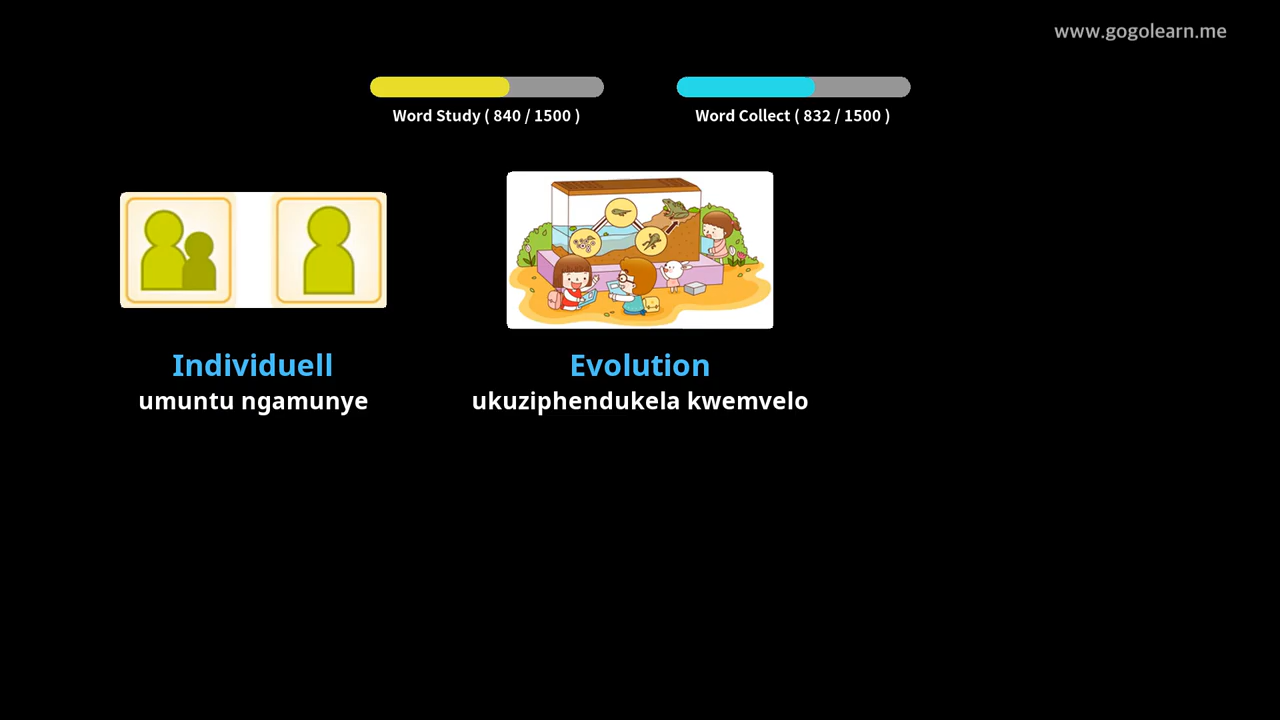 www.gogolearn.me
Word Study ( 840 / 1500 )
Word Collect ( 832 / 1500 )
Individuell
umuntu ngamunye
Evolution
ukuziphendukela kwemvelo